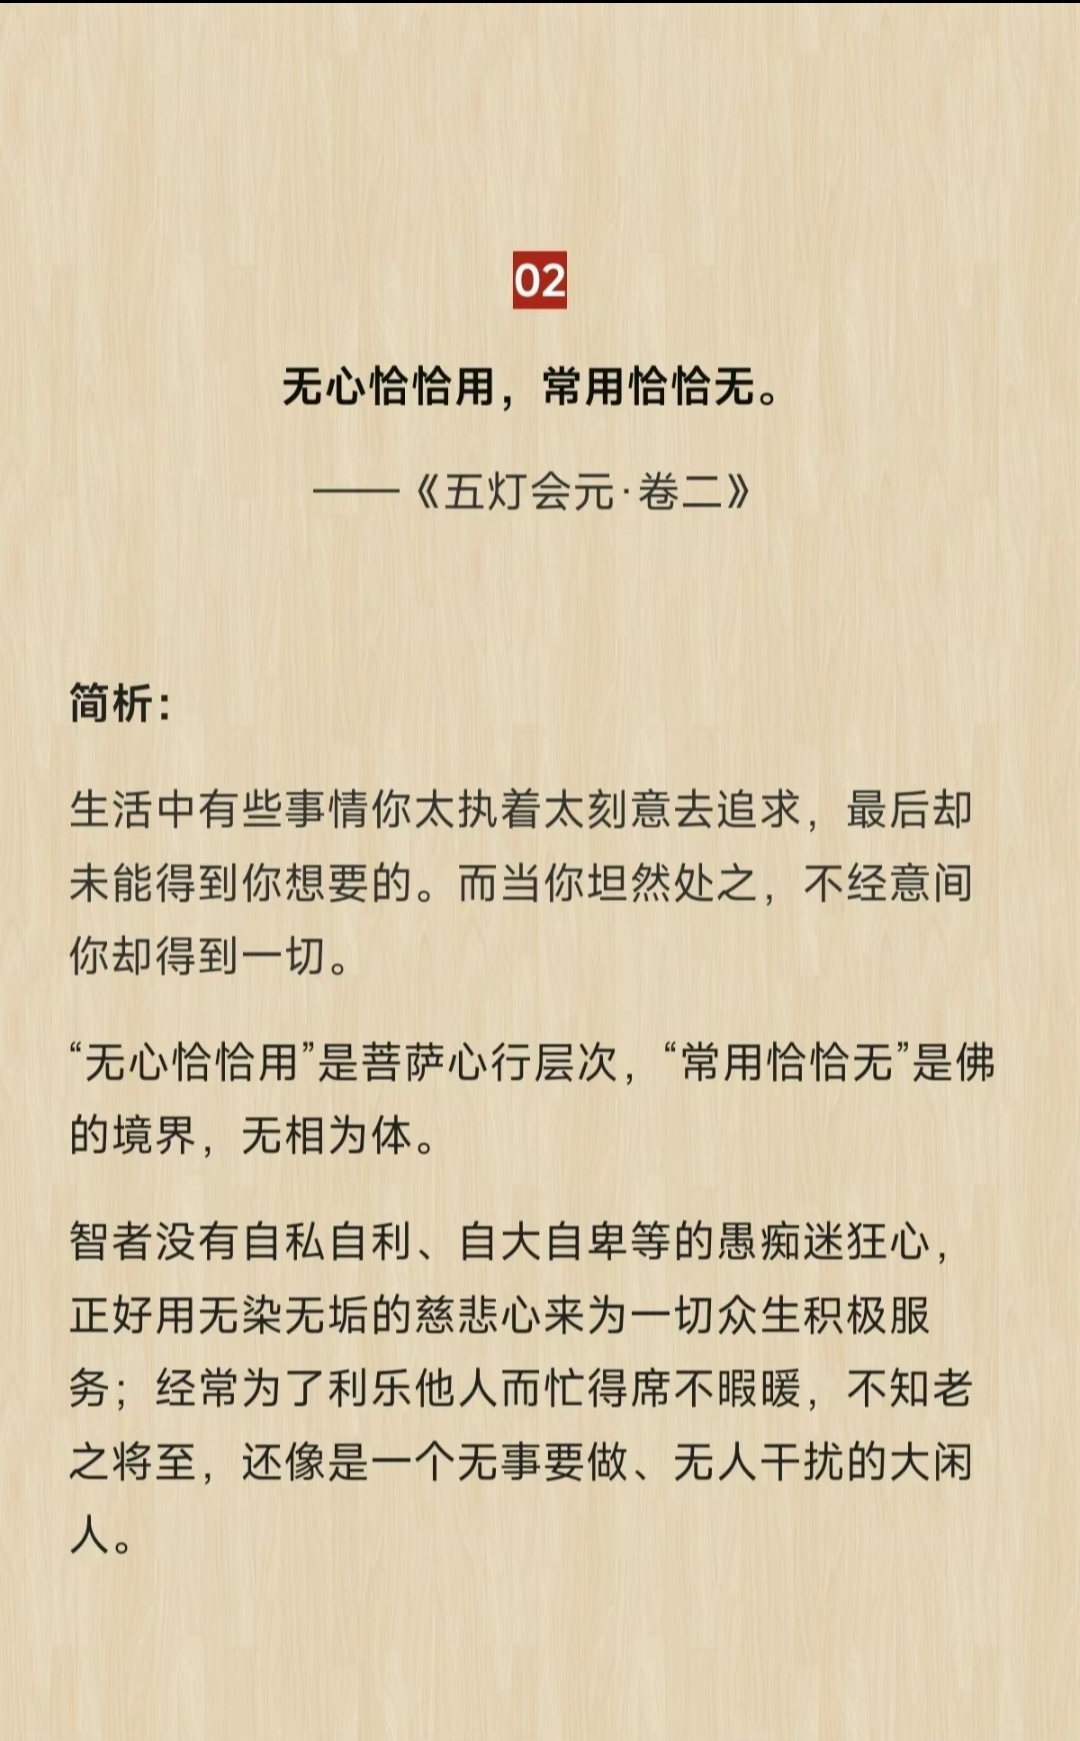 02
无心恰恰用，常用恰恰无。
——《五灯会元·卷二》
简析：
生活中有些事情你太执着太刻意去追求，最后却
未能得到你想要的。而当你坦然处之，不经意间
你却得到一切。
“无心恰恰用”是菩萨心行层次，“常用恰恰无”是佛
的境界，无相为体。
智者没有自私自利、自大自卑等的愚痴迷狂心，
正好用无染无垢的慈悲心来为一切众生积极服
务；经常为了利乐他人而忙得席不暇暖，不知老
之将至，还像是一个无事要做、无人干扰的大闲
人。